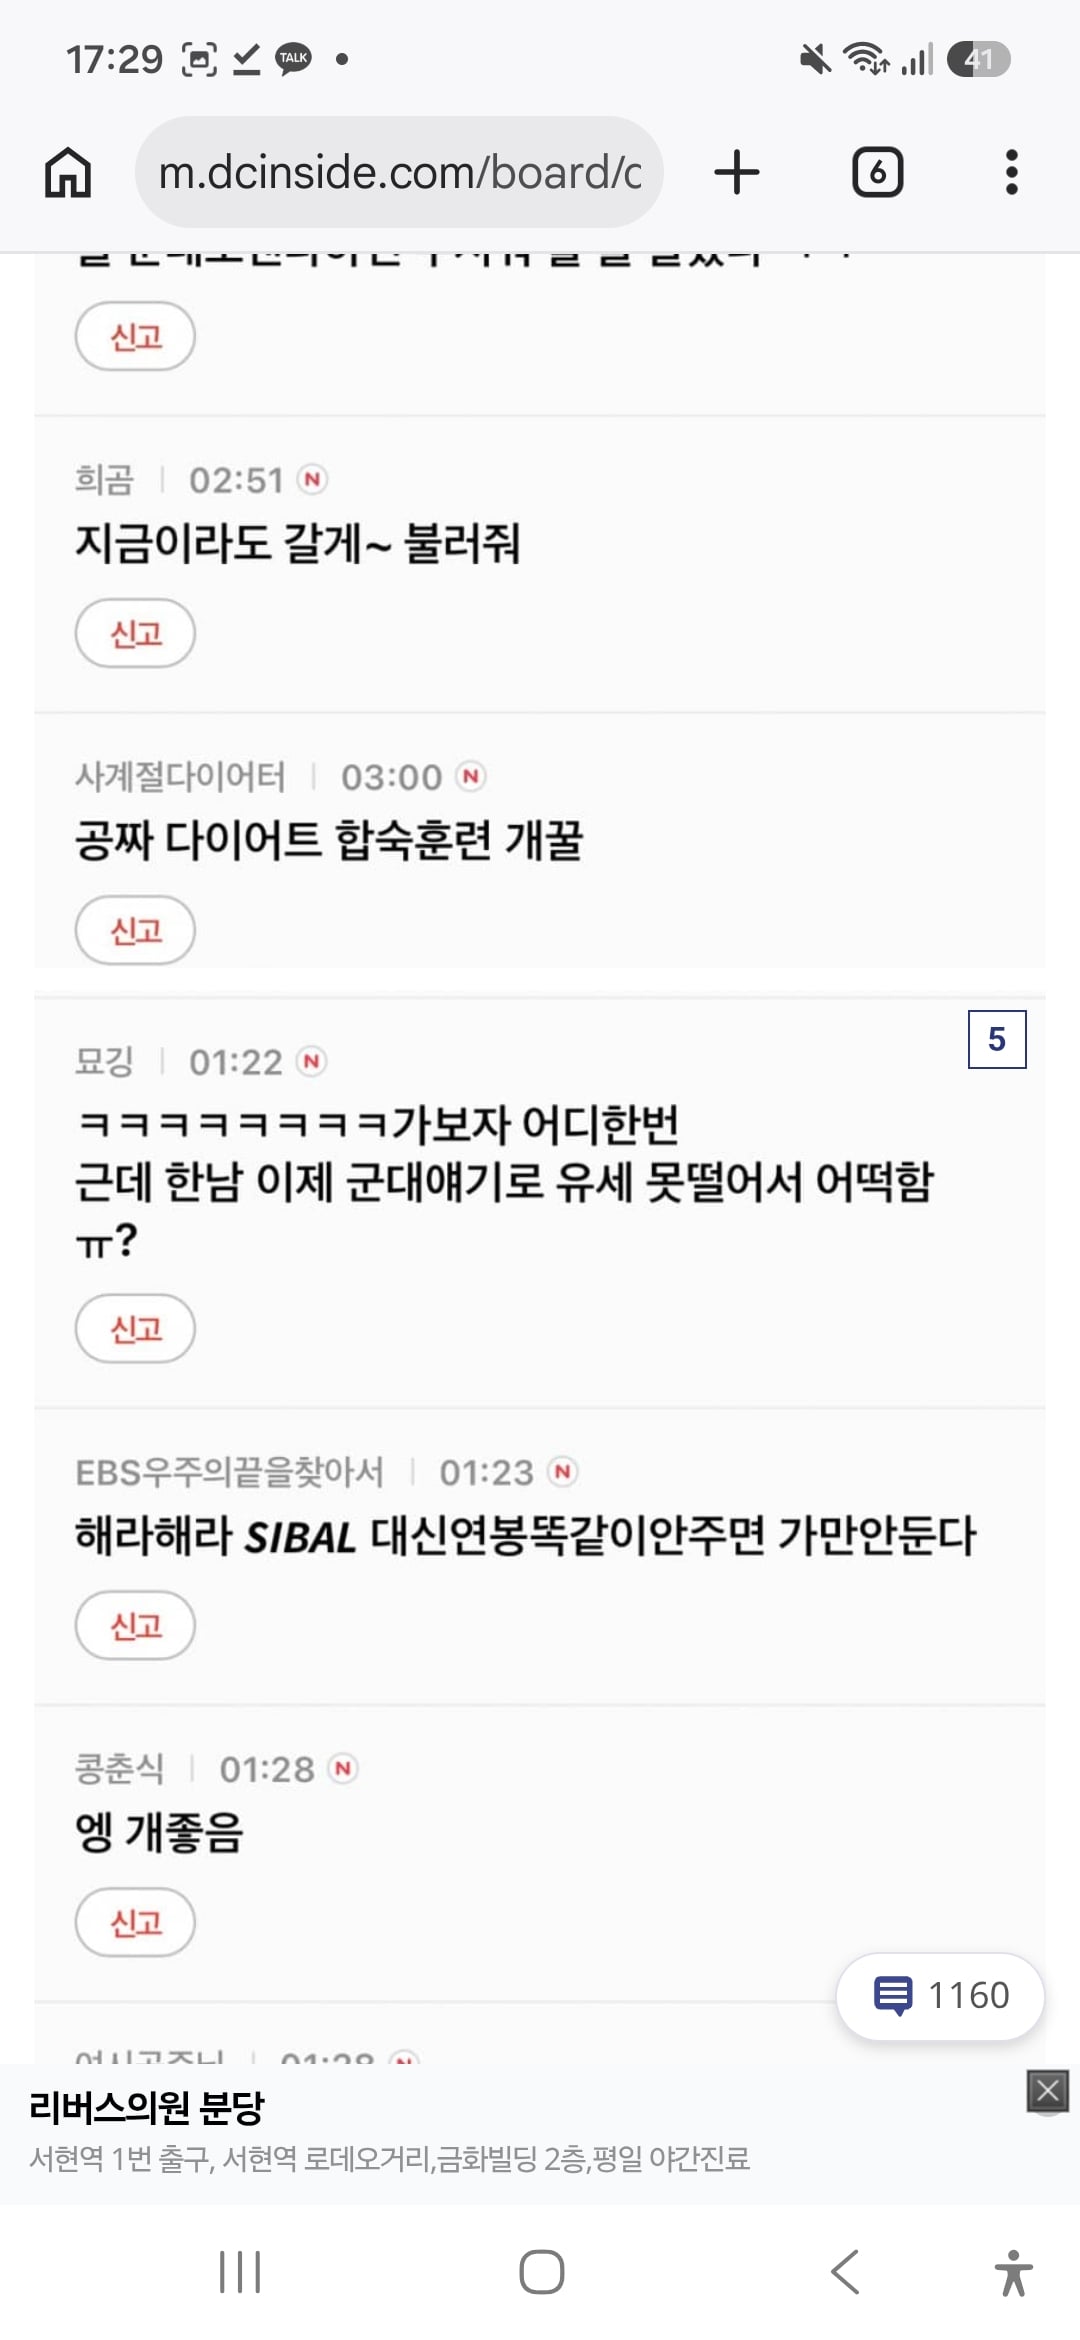 17:29 TALK 41
m.dcinside.com/board/c 6
신고
희곰 | 02:51 N
지금이라도 갈게~ 불러줘
신고
사계절다이어터 | 03:00 N
공짜 다이어트 합숙훈련 개꿀
신고
5
묘깅 | 01:22 N
ㅋㅋㅋㅋㅋㅋㅋㅋ가보자 어디한번
근데 한남 이제 군대얘기로 유세 못떨어서 어떡함
ㅠ?
신고
EBS우주의끝을찾아서 | 01:23 N
해라해라 SIBAL 대신연봉똑같이안주면 가만안둔다
신고
콩춘식 | 01:28 N
엥 개좋음
신고
1160
01:28 N
리버스의원 분당
서현역 1번 출구, 서현역 로데오거리,금화빌딩 2층,평일 야간진료